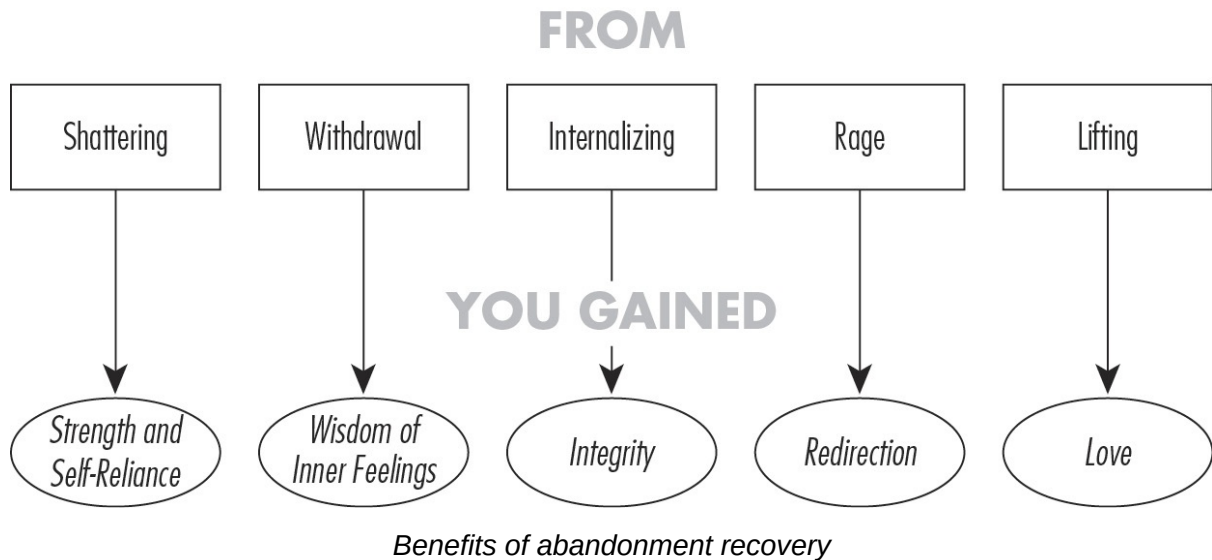 FROM
Shattering
Withdrawal
Internalizing
Rage
Lifting
YOU GAINED
Strength and
Self-Reliance
Wisdom of
Inner Feelings
Integrity
Redirection
Love
Benefits of abandonment recovery